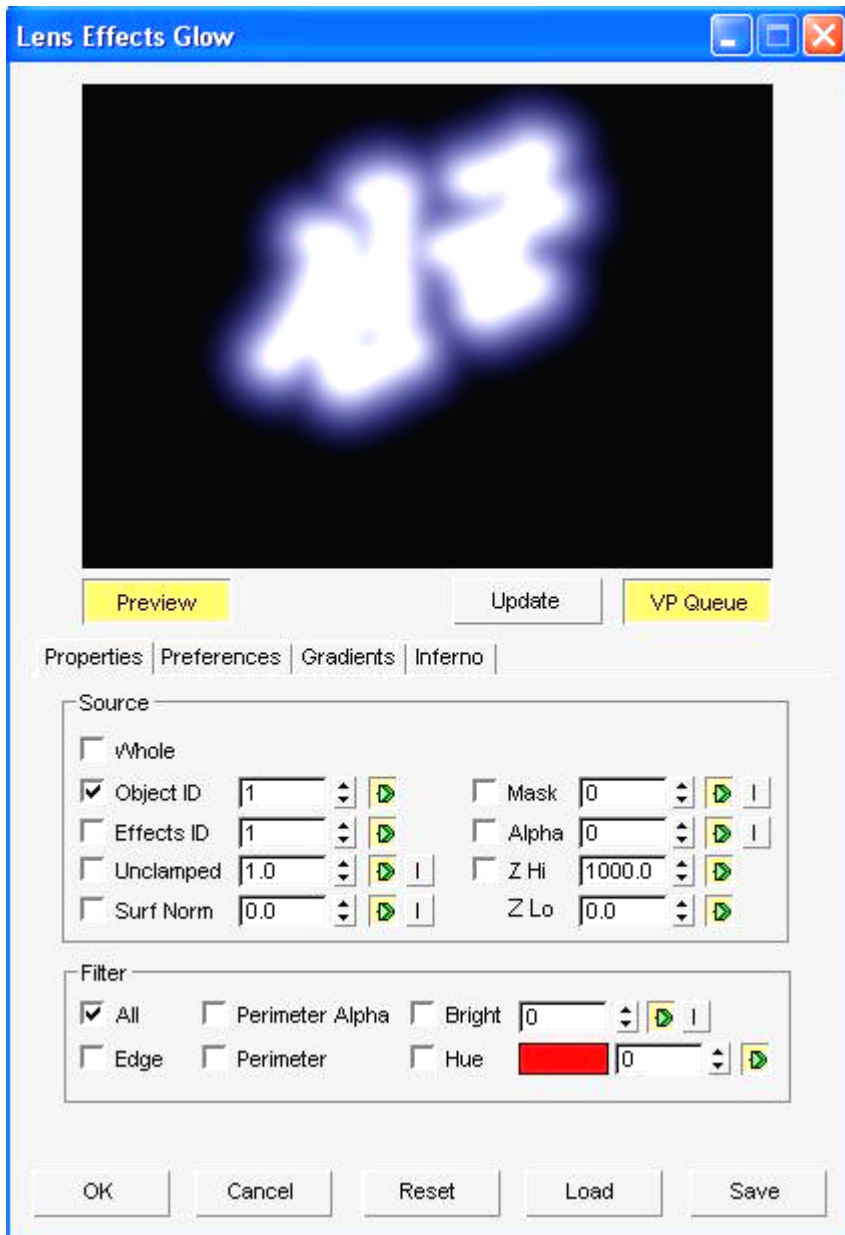 Lens Effects Glow
Preview Update VP Queue
Properties Preferences Gradients Inferno
Source
Whole
Object ID 1 Mask 0 I
Effects ID 1 Alpha 0 I
Unclamped 1.0 I Z Hi 1000.0
Surf Norm 0.0 I Z Lo 0.0
Filter
All Perimeter Alpha Bright 0 I
Edge Perimeter Hue 0
OK Cancel Reset Load Save